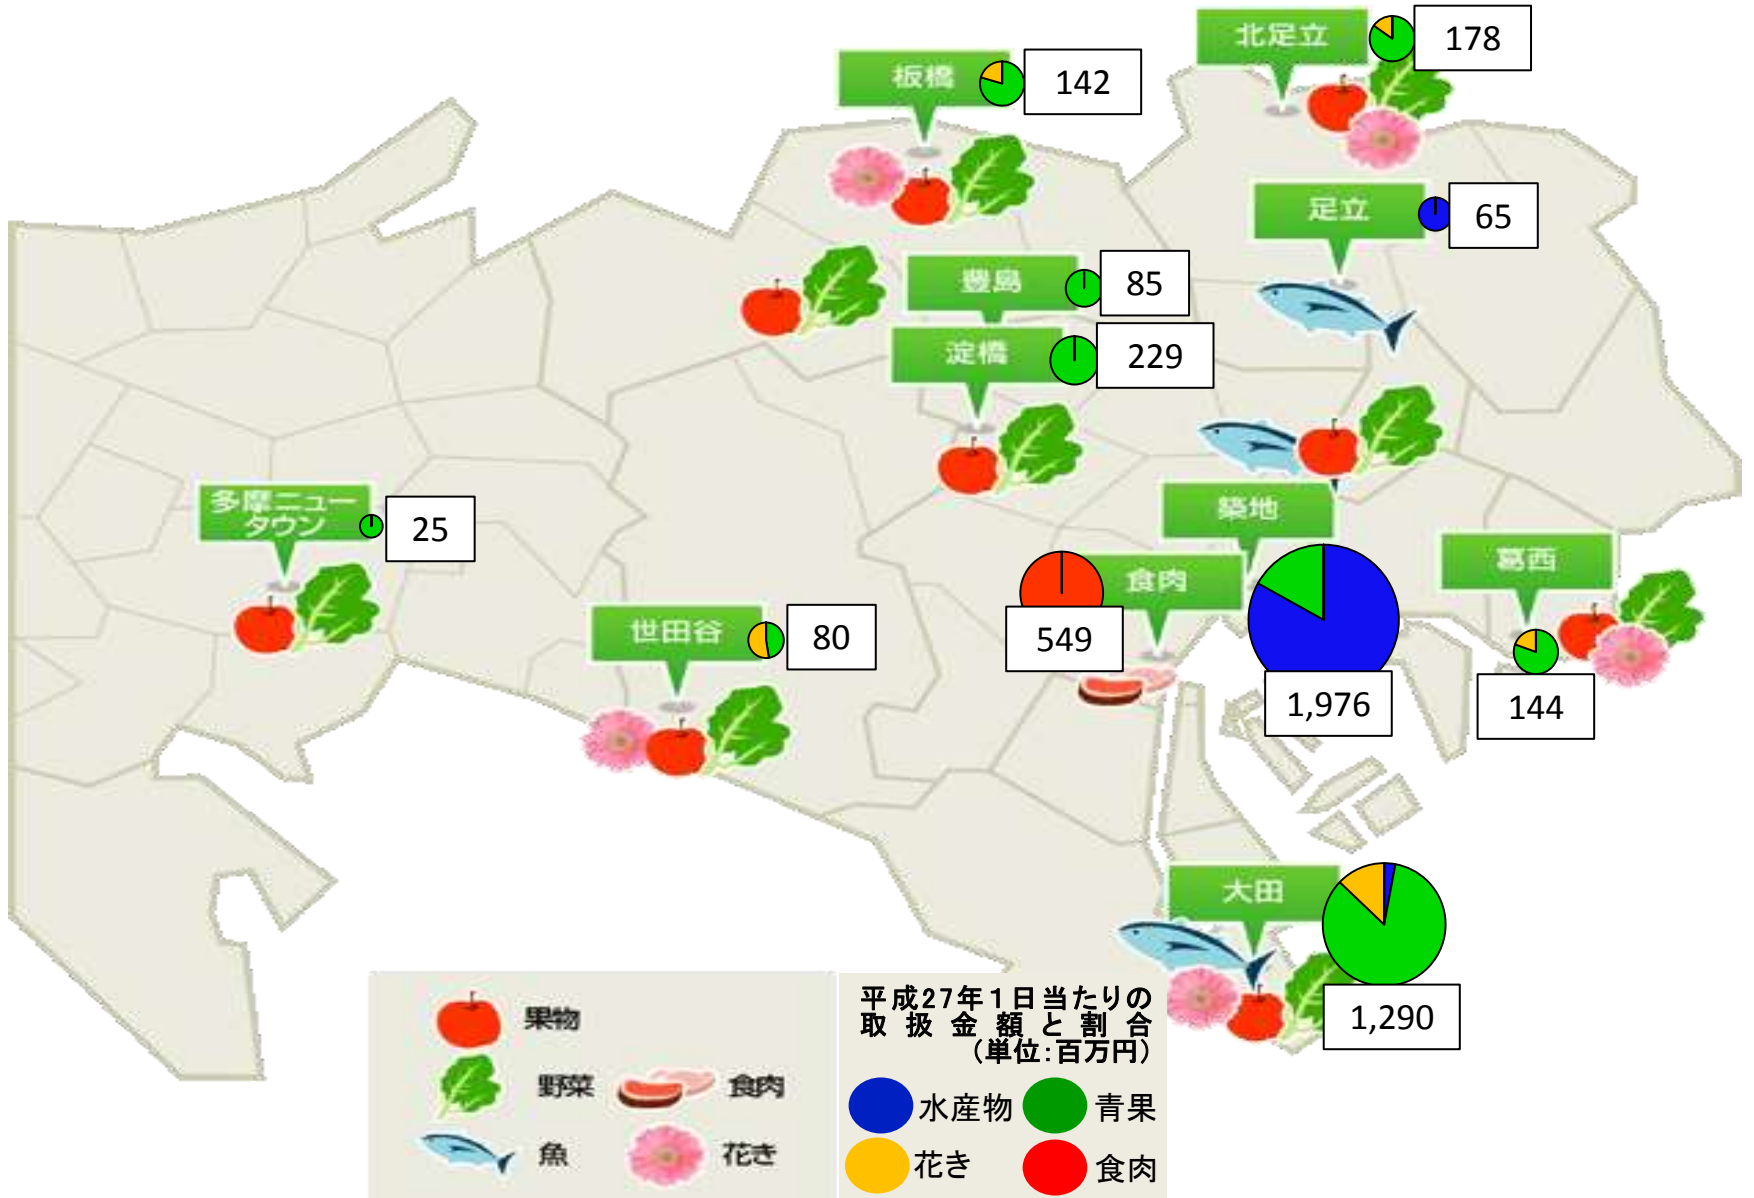 北足立
178
板橋
142
足立
65
豊島
85
淀橋
229
多摩ニュー
タウン
25
築地
1,976
食肉
549
葛西
144
世田谷
80
大田
1,290
果物
野菜
食肉
魚
花き
平成27年1日当たりの
取扱金額と割合
(単位:百万円)
水産物
青果
花き
食肉